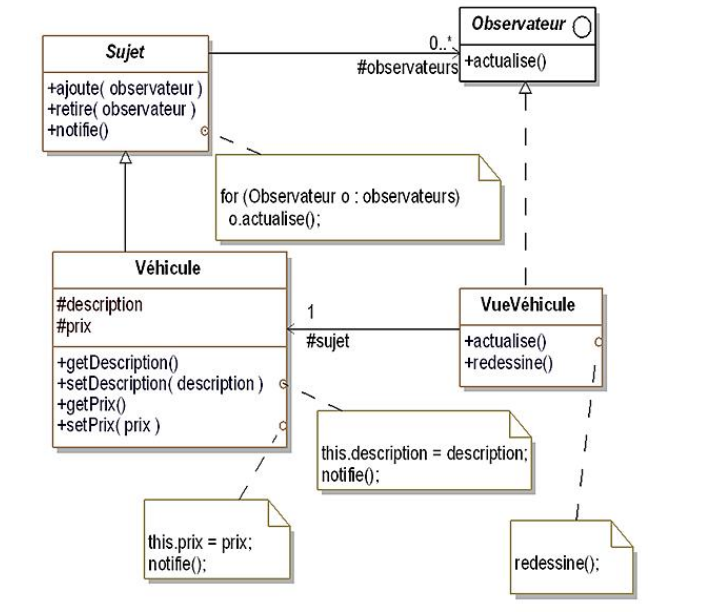 Sujet
+ajoute( observateur )
+retire( observateur )
+notifie()
0..*
#observateurs
Observateur
+actualise()
for (Observateur o : observateurs)
o.actualise();
Véhicule
#description
#prix
+getDescription()
+setDescription( description )
+getPrix()
+setPrix( prix )
1
#sujet
VueVéhicule
+actualise()
+redessine()
this.description = description;
notifie();
this.prix = prix;
notifie();
redessine();